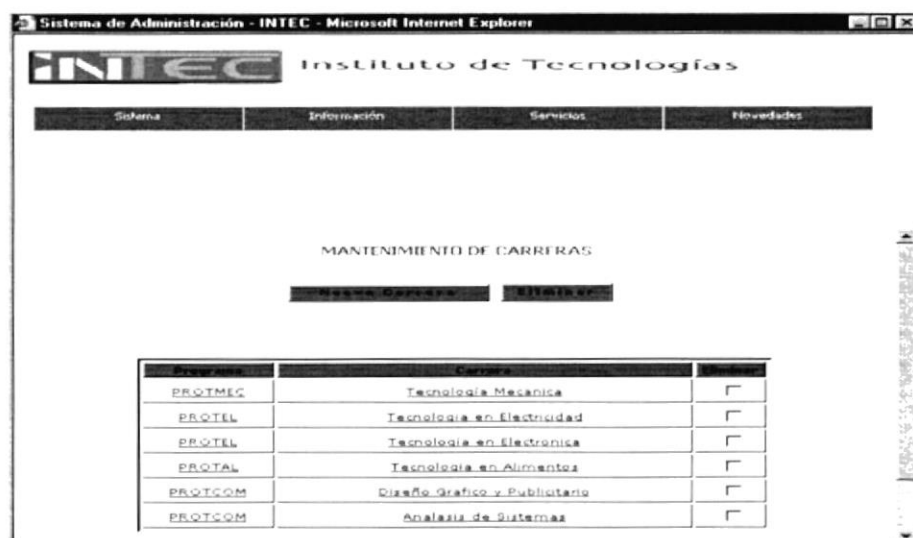 Sistema de Administración - INTEC - Microsoft Internet Explorer
INTEC Instituto de Tecnologías
Sistema Información Servicios Novedades
MANTENIMIENTO DE CARRERAS
Nueva Carrera Eliminar
Programa Carrera Eliminar
PROTMEC Tecnología Mecanica
PROTEL Tecnologia en Electricidad
PROTEL Tecnologia en Electronica
PROTAL Tecnologia en Alimentos
PROTCOM Diseño Grafico y Publicitario
PROTCOM Analasis de Sistemas